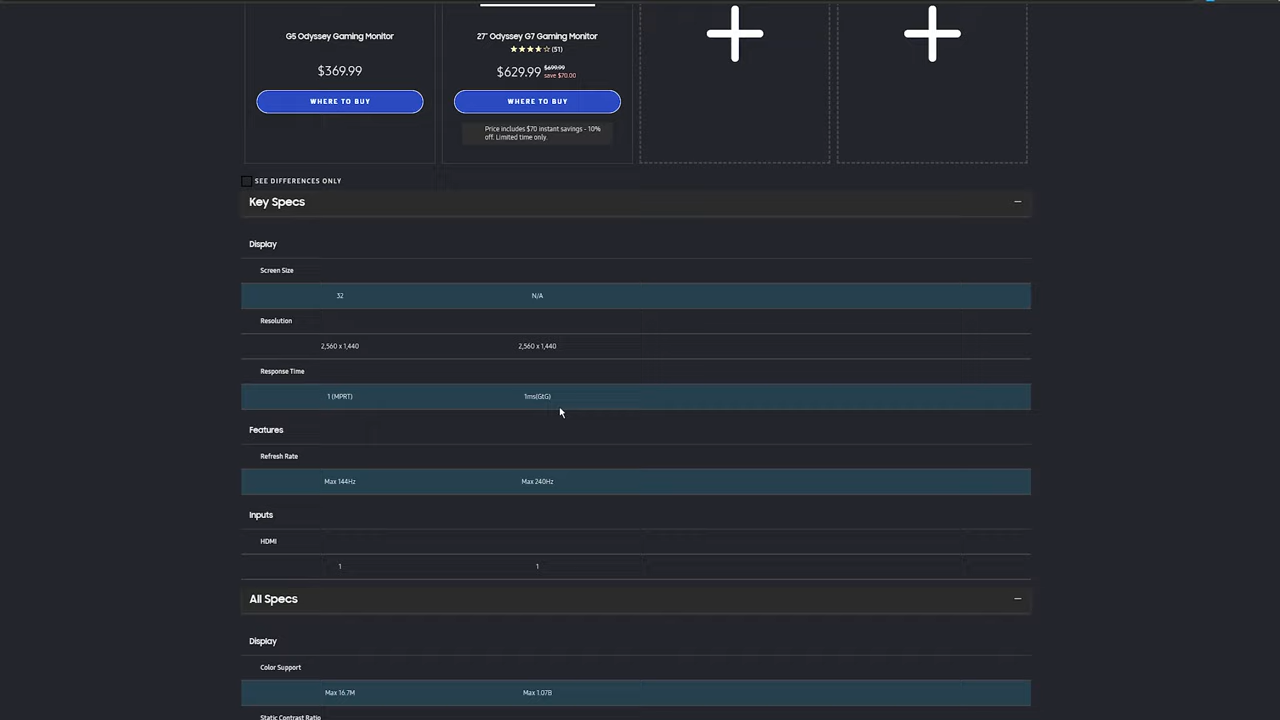 G5 Odyssey Gaming Monitor
27" Odyssey G7 Gaming Monitor
(51)
$369.99
$629.99 $699.99
save $70.00
WHERE TO BUY
WHERE TO BUY
Price includes $70 instant savings - 10%
off. Limited time only.
SEE DIFFERENCES ONLY
Key Specs
Display
Screen Size
32 N/A
Resolution
2,560 x 1,440 2,560 x 1,440
Response Time
1 (MPRT) 1ms(GtG)
Features
Refresh Rate
Max 144Hz Max 240Hz
Inputs
HDMI
1 1
All Specs
Display
Color Support
Max 16.7M Max 1.07B
Static Contrast Ratio